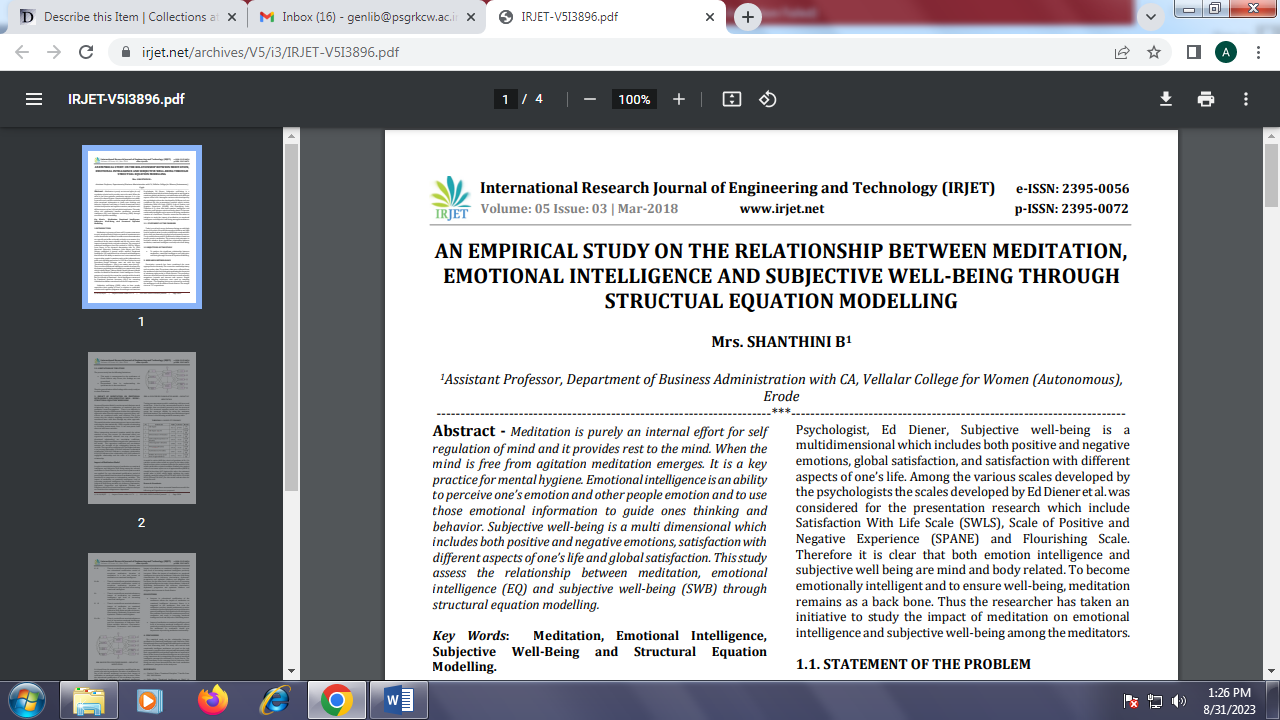 Describe this Item | Collections at
Inbox (16) - genlib@psgrkcw.ac.i
IRJET-V5I3896.pdf
irjet.net/archives/V5/i3/IRJET-V5I3896.pdf
A
IRJET-V5I3896.pdf
1 / 4
100%
1
2
IRJET
International Research Journal of Engineering and Technology (IRJET) e-ISSN: 2395-0056
Volume: 05 Issue: 03 | Mar-2018 www.irjet.net p-ISSN: 2395-0072
AN EMPIRICAL STUDY ON THE RELATIONSHIP BETWEEN MEDITATION,
EMOTIONAL INTELLIGENCE AND SUBJECTIVE WELL-BEING THROUGH
STRUCTUAL EQUATION MODELLING
Mrs. SHANTHINI B¹
¹Assistant Professor, Department of Business Administration with CA, Vellalar College for Women (Autonomous),
Erode
---------------------------------------------------------------------***---------------------------------------------------------------------
Abstract - Meditation is purely an internal effort for self
regulation of mind and it provides rest to the mind. When the
mind is free from agitation meditation emerges. It is a key
practice for mental hygiene. Emotional intelligence is an ability
to perceive one's emotion and other people emotion and to use
those emotional information to guide ones thinking and
behavior. Subjective well-being is a multi dimensional which
includes both positive and negative emotions, satisfaction with
different aspects of one's life and global satisfaction. This study
assess the relationship between meditation, emotional
intelligence (EQ) and subjective well-being (SWB) through
structural equation modelling.
Key Words: Meditation, Emotional Intelligence,
Subjective Well-Being and Structural Equation
Modelling.
Psychologist, Ed Diener, Subjective well-being is a
multidimensional which includes both positive and negative
emotions, global satisfaction, and satisfaction with different
aspects of one's life. Among the various scales developed by
the psychologists the scales developed by Ed Diener et al. was
considered for the presentation research which include
Satisfaction With Life Scale (SWLS), Scale of Positive and
Negative Experience (SPANE) and Flourishing Scale.
Therefore it is clear that both emotion intelligence and
subjective well being are mind and body related. To become
emotionally intelligent and to ensure well-being, meditation
remains as a back bone. Thus the researcher has taken an
initiative to study the impact of meditation on emotional
intelligence and subjective well-being among the meditators.
1.1. STATEMENT OF THE PROBLEM
1:26 PM
8/31/2023